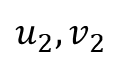 𝑢₂, 𝑣₂